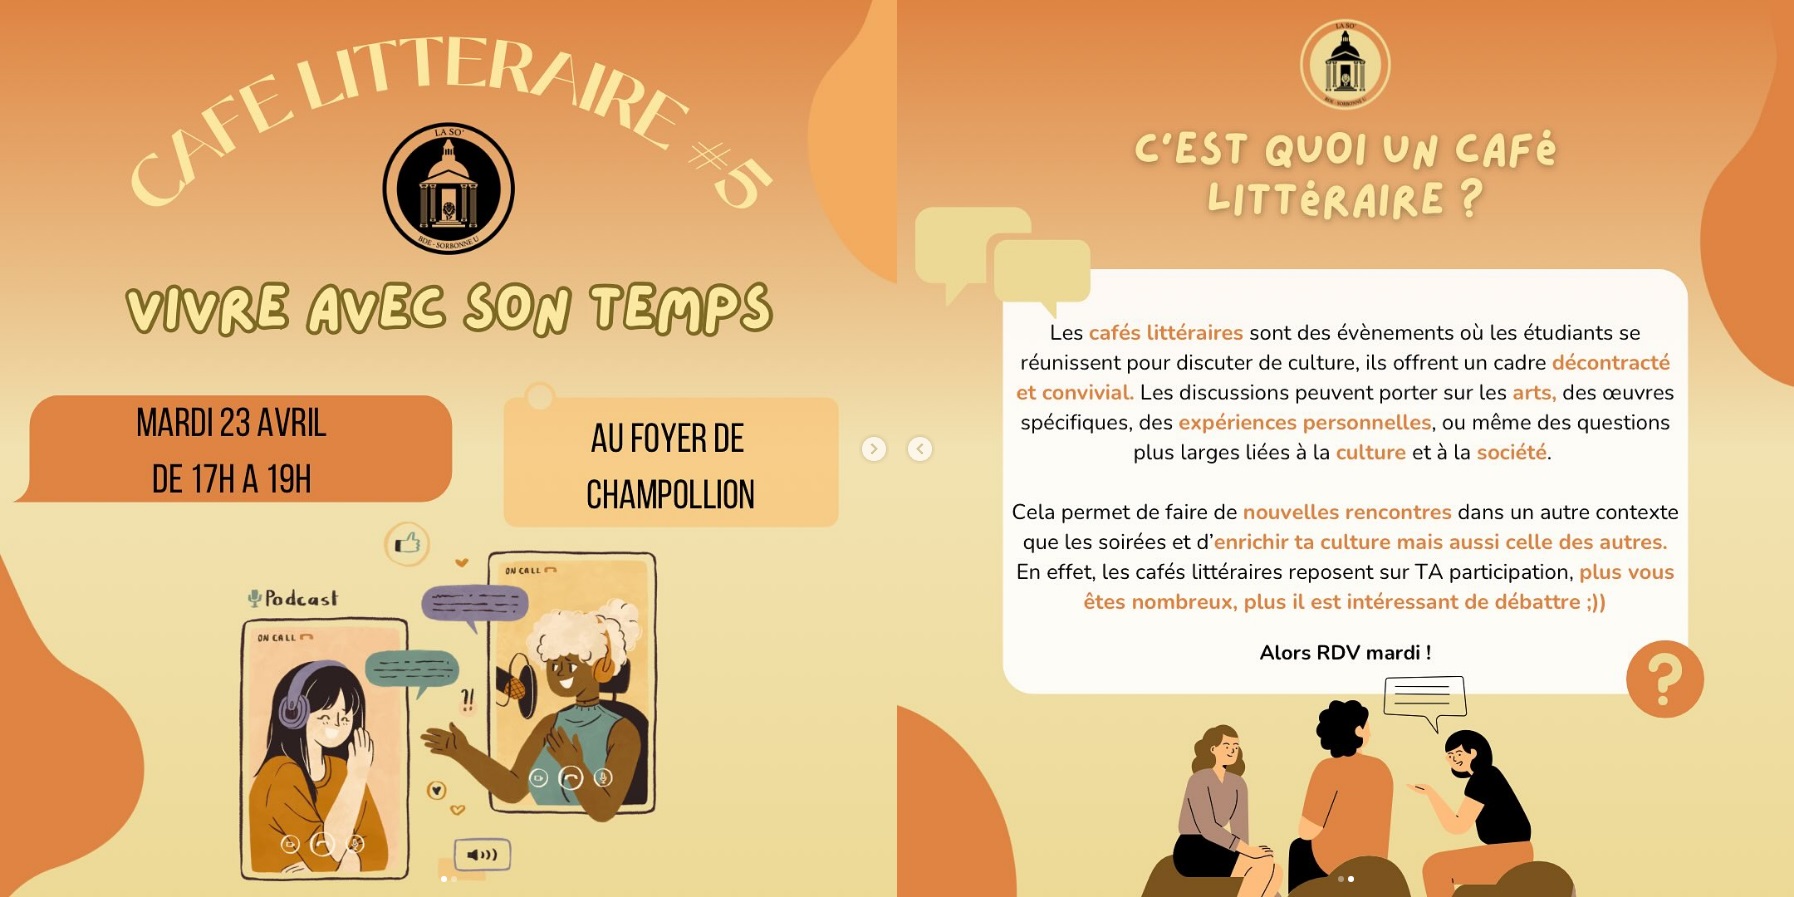 CAFE LITTERAIRE #5
LA SO'
BDE - SORBONNE U
VIVRE AVEC SON TEMPS
MARDI 23 AVRIL
DE 17H A 19H
AU FOYER DE
CHAMPOLLION
Podcast
ON CALL
ON CALL
?!
LA SO'
BDE - SORBONNE U
C'EST QUOI UN CAFé
LITTéRAIRE ?
Les cafés littéraires sont des évènements où les étudiants se
réunissent pour discuter de culture, ils offrent un cadre décontracté
et convivial. Les discussions peuvent porter sur les arts, des œuvres
spécifiques, des expériences personnelles, ou même des questions
plus larges liées à la culture et à la société.
Cela permet de faire de nouvelles rencontres dans un autre contexte
que les soirées et d'enrichir ta culture mais aussi celle des autres.
En effet, les cafés littéraires reposent sur TA participation, plus vous
êtes nombreux, plus il est intéressant de débattre ;))
Alors RDV mardi !
?